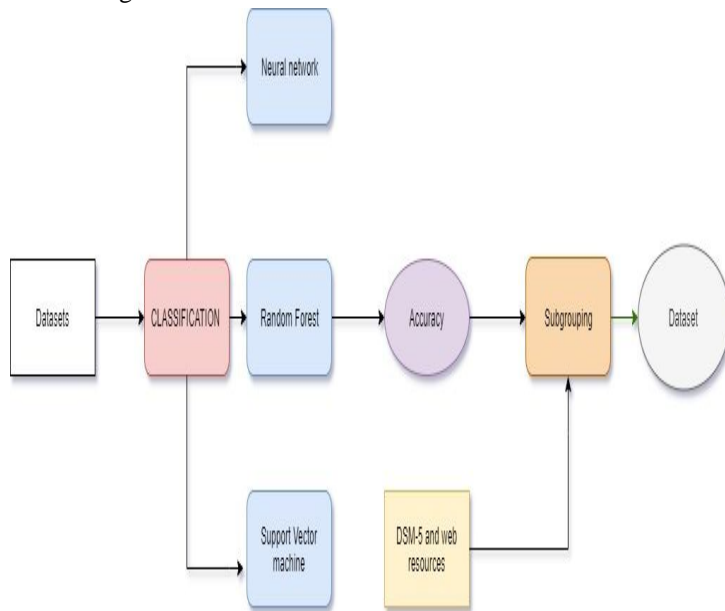 Neural network
Datasets
CLASSIFICATION
Random Forest
Accuracy
Subgrouping
Dataset
Support Vector
machine
DSM-5 and web
resources